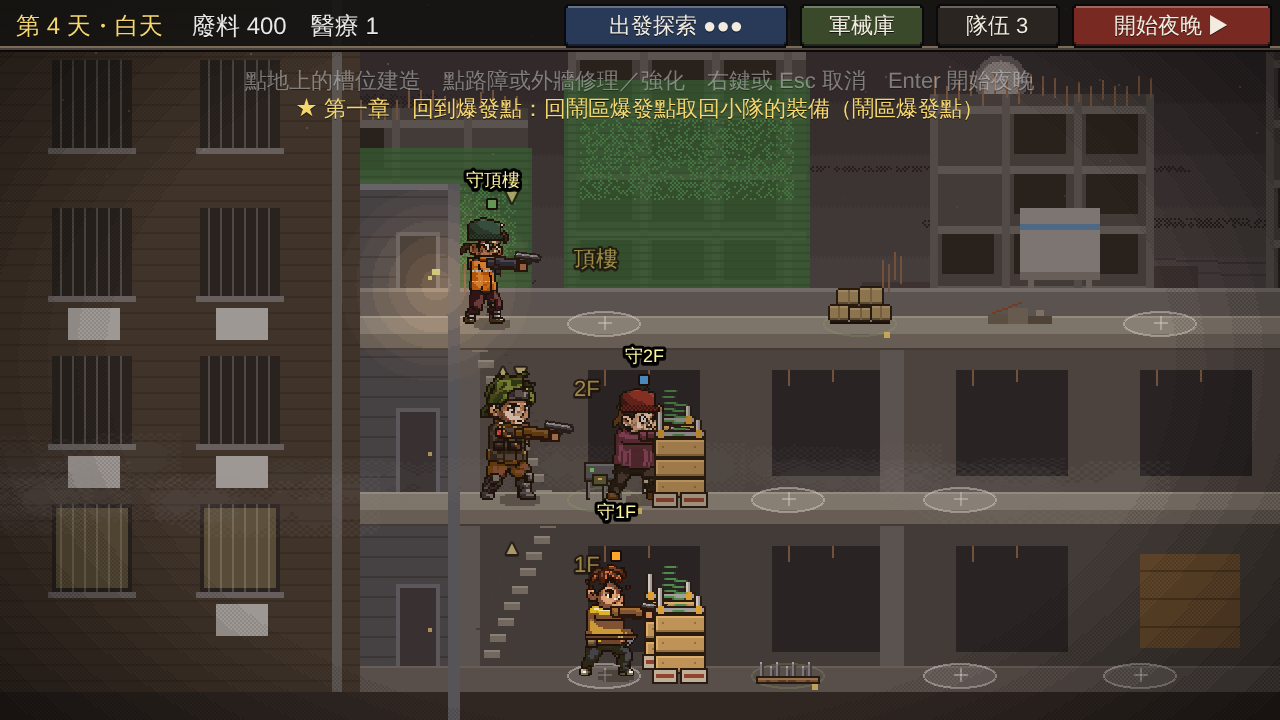 第 4 天・白天　廢料 400　醫療 1　出發探索 ●●●　軍械庫　隊伍 3　開始夜晚 ▶
點地上的槽位建造　點路障或外牆修理／強化　右鍵或 Esc 取消　Enter 開始夜晚
★ 第一章　回到爆發點：回鬧區爆發點取回小隊的裝備（鬧區爆發點）
守頂樓
頂樓
守2F
2F
守1F
1F